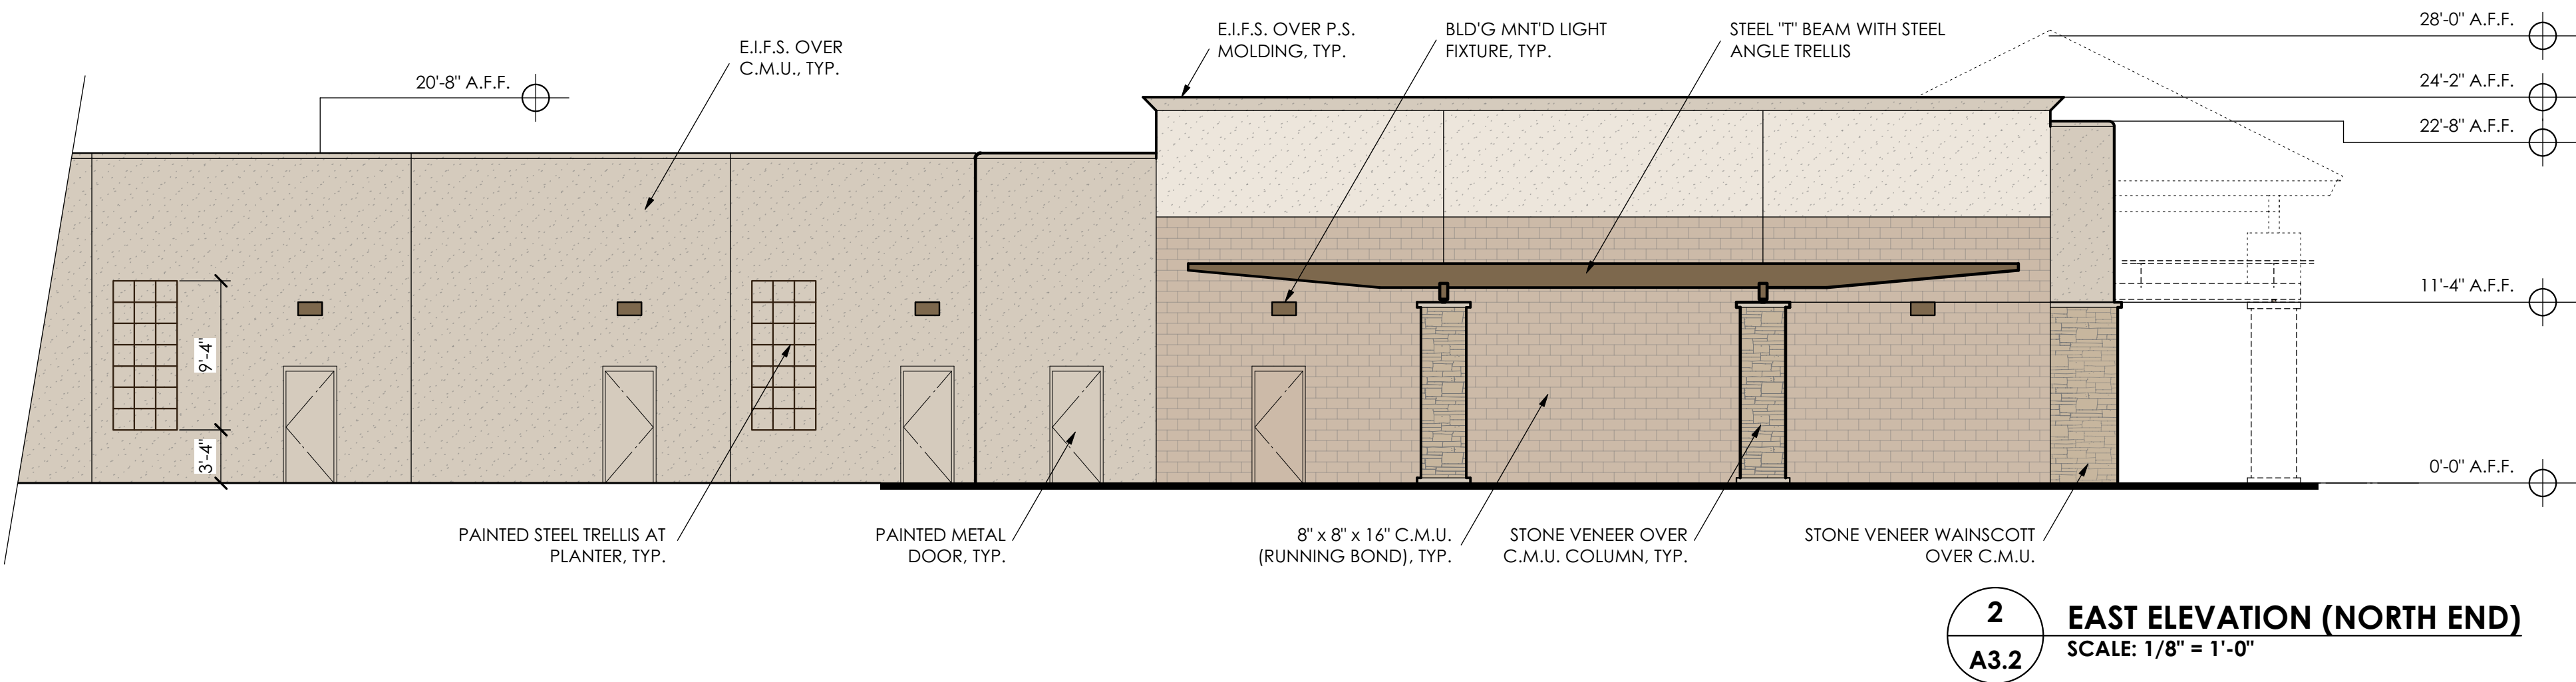 E.I.F.S. OVER P.S.
MOLDING, TYP.
BLD'G MNT'D LIGHT
FIXTURE, TYP.
STEEL "T" BEAM WITH STEEL
ANGLE TRELLIS
28'-0" A.F.F.
E.I.F.S. OVER
C.M.U., TYP.
20'-8" A.F.F.
24'-2" A.F.F.
22'-8" A.F.F.
11'-4" A.F.F.
9'-4"
3'-4"
0'-0" A.F.F.
PAINTED STEEL TRELLIS AT
PLANTER, TYP.
PAINTED METAL
DOOR, TYP.
8" x 8" x 16" C.M.U.
(RUNNING BOND), TYP.
STONE VENEER OVER
C.M.U. COLUMN, TYP.
STONE VENEER WAINSCOTT
OVER C.M.U.
2
A3.2
EAST ELEVATION (NORTH END)
SCALE: 1/8" = 1'-0"